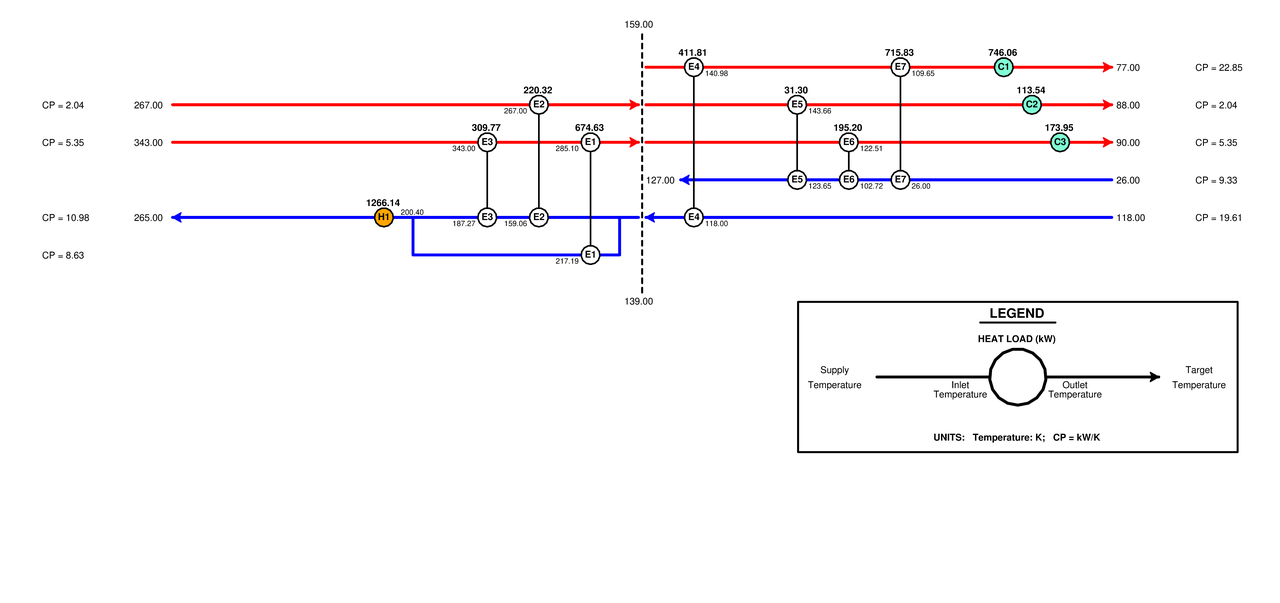 159.00
411.81 715.83 746.06
E4 E7 C1 77.00 CP = 22.85
140.98 109.65
220.32 31.30 113.54
CP = 2.04 267.00 E2 E5 C2 88.00 CP = 2.04
267.00 143.66
309.77 674.63 195.20 173.95
CP = 5.35 343.00 E3 E1 E6 C3 90.00 CP = 5.35
343.00 285.10 122.51
127.00 E5 E6 E7 26.00 CP = 9.33
123.65 102.72 26.00
1266.14
200.40
CP = 10.98 265.00 H1 E3 E2 E4 118.00 CP = 19.61
187.27 159.06 118.00
CP = 8.63 E1
217.19
139.00
LEGEND
HEAT LOAD (kW)
Supply Target
Temperature Inlet Outlet Temperature
Temperature Temperature
UNITS: Temperature: K; CP = kW/K